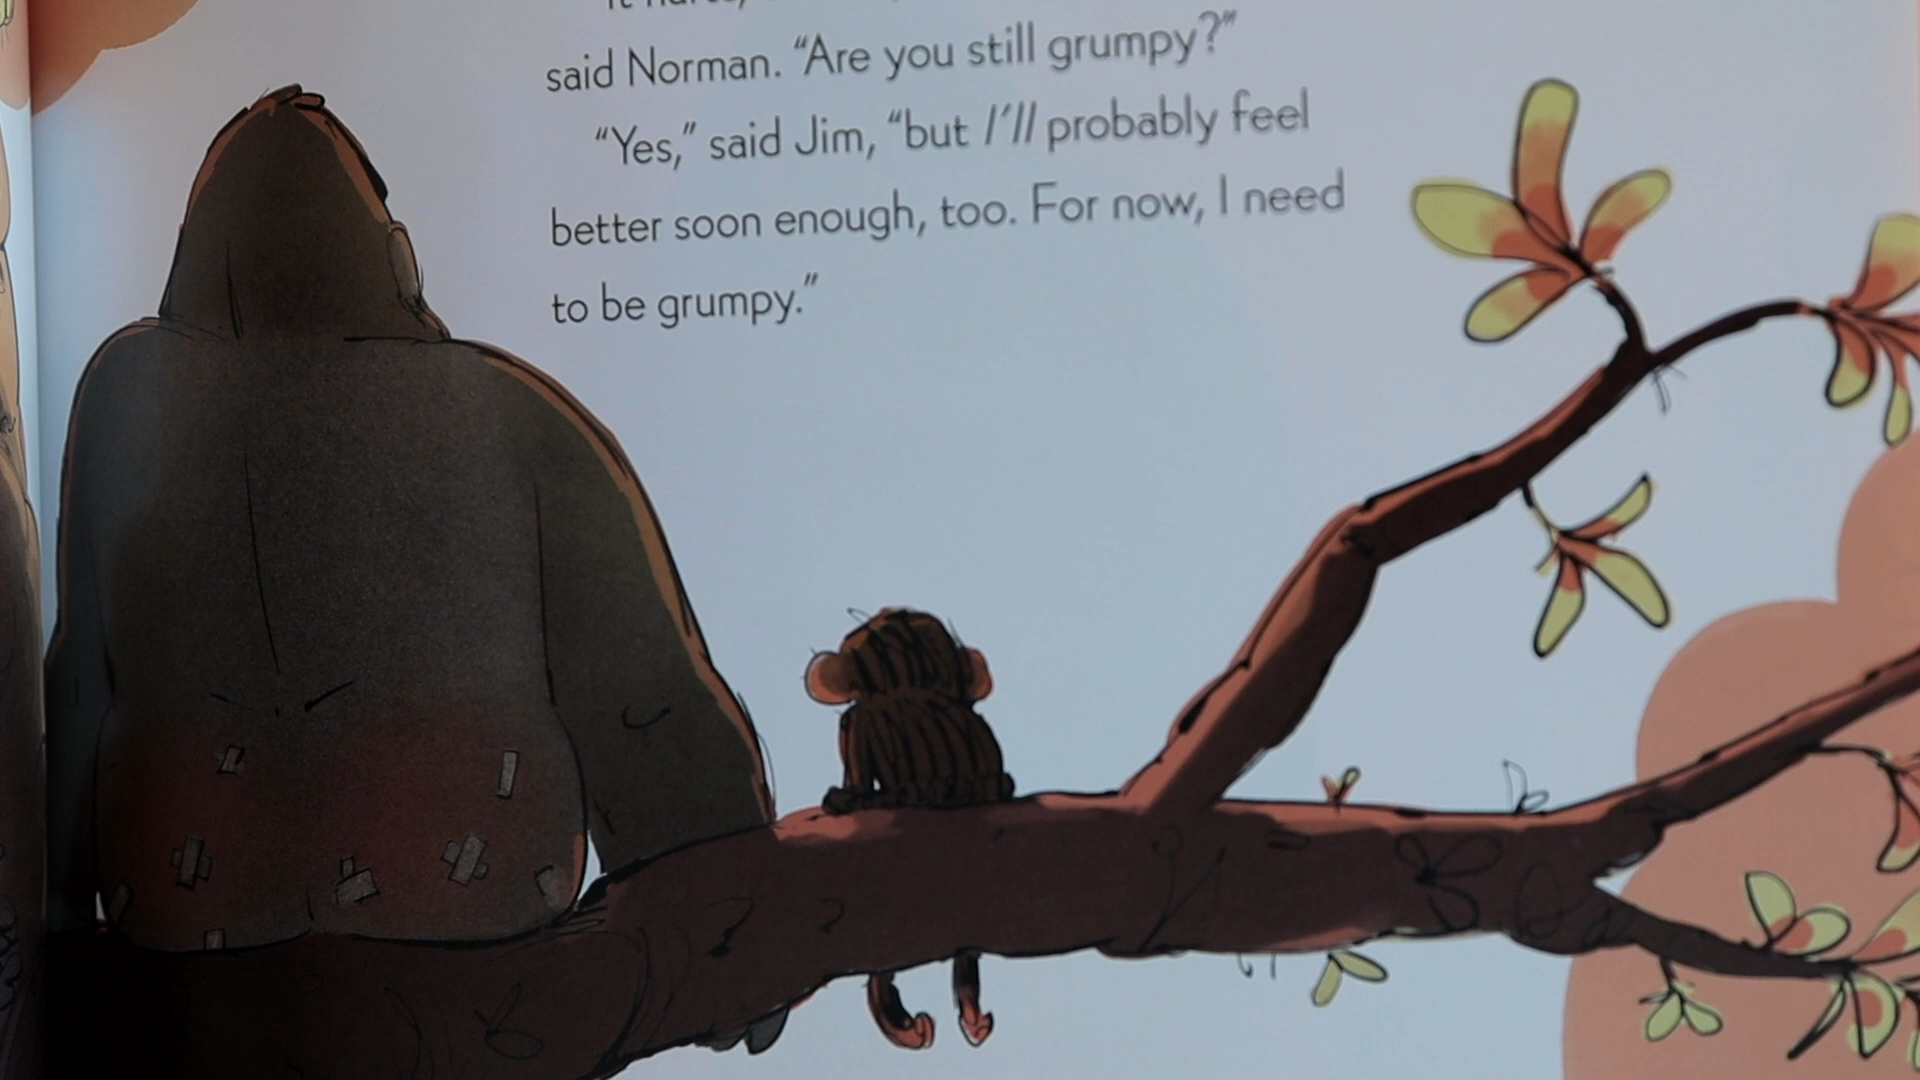 said Norman. “Are you still grumpy?”
“Yes,” said Jim, “but I’ll probably feel
better soon enough, too. For now, I need
to be grumpy.”